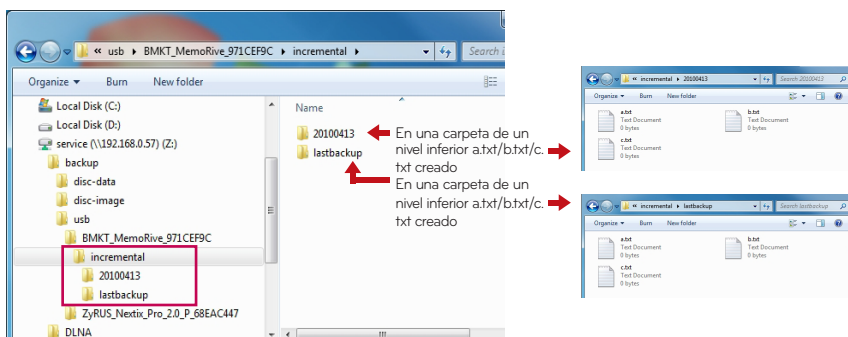 « usb ▸ BMKT_MemoRive_971CEF9C ▸ incremental ▸
Search i
Organize ▾ Burn New folder
Local Disk (C:)
Local Disk (D:)
service (\\192.168.0.57) (Z:)
backup
disc-data
disc-image
usb
BMKT_MemoRive_971CEF9C
incremental
20100413
lastbackup
ZyRUS_Nextix_Pro_2.0_P_68EAC447
DLNA
Name
20100413
lastbackup
En una carpeta de un
nivel inferior a.txt/b.txt/c.
txt creado
En una carpeta de un
nivel inferior a.txt/b.txt/c.
txt creado
« incremental ▸ 20100413
Search 20100413
Organize ▾ Burn New folder
a.txt
Text Document
0 bytes
b.txt
Text Document
0 bytes
c.txt
Text Document
0 bytes
« incremental ▸ lastbackup
Search lastbackup
Organize ▾ Burn New folder
a.txt
Text Document
0 bytes
b.txt
Text Document
0 bytes
c.txt
Text Document
0 bytes